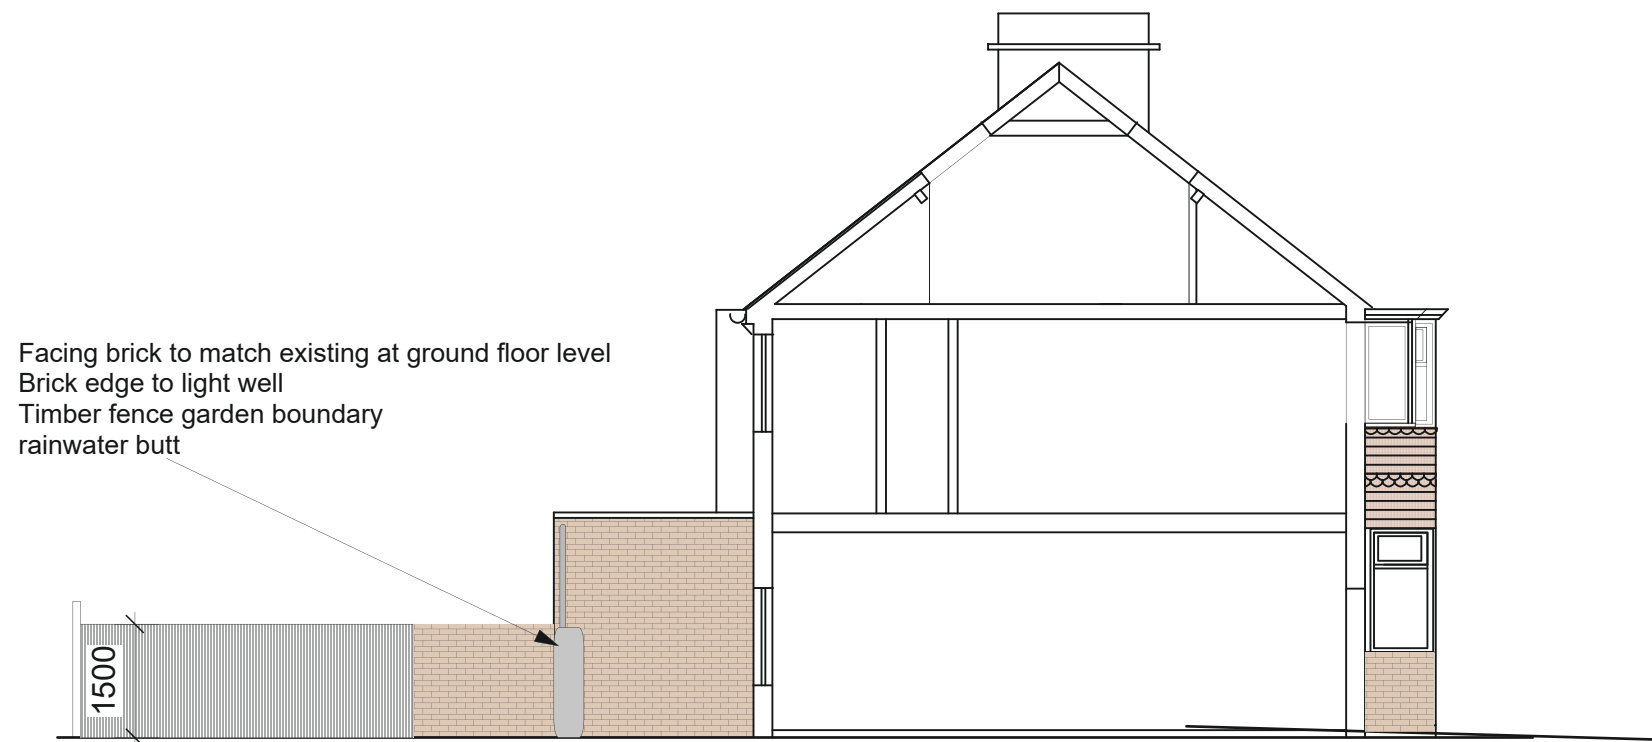 Facing brick to match existing at ground floor level
Brick edge to light well
Timber fence garden boundary
rainwater butt
1500